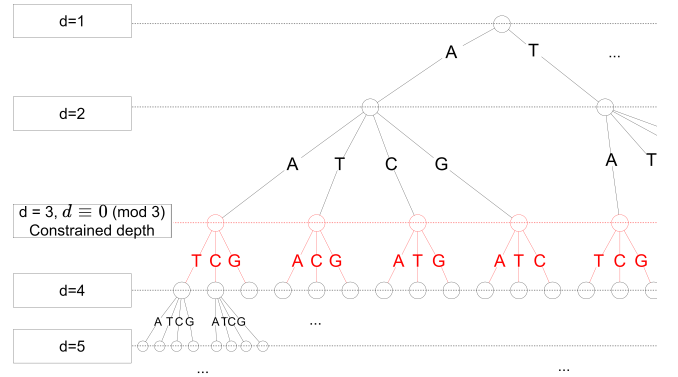 d=1
A T ...
d=2
A T C G A T
d = 3, d ≡ 0 (mod 3)
Constrained depth
T C G A C G A T G A T C T C G
d=4
A T C G A T C G ...
d=5
... ...